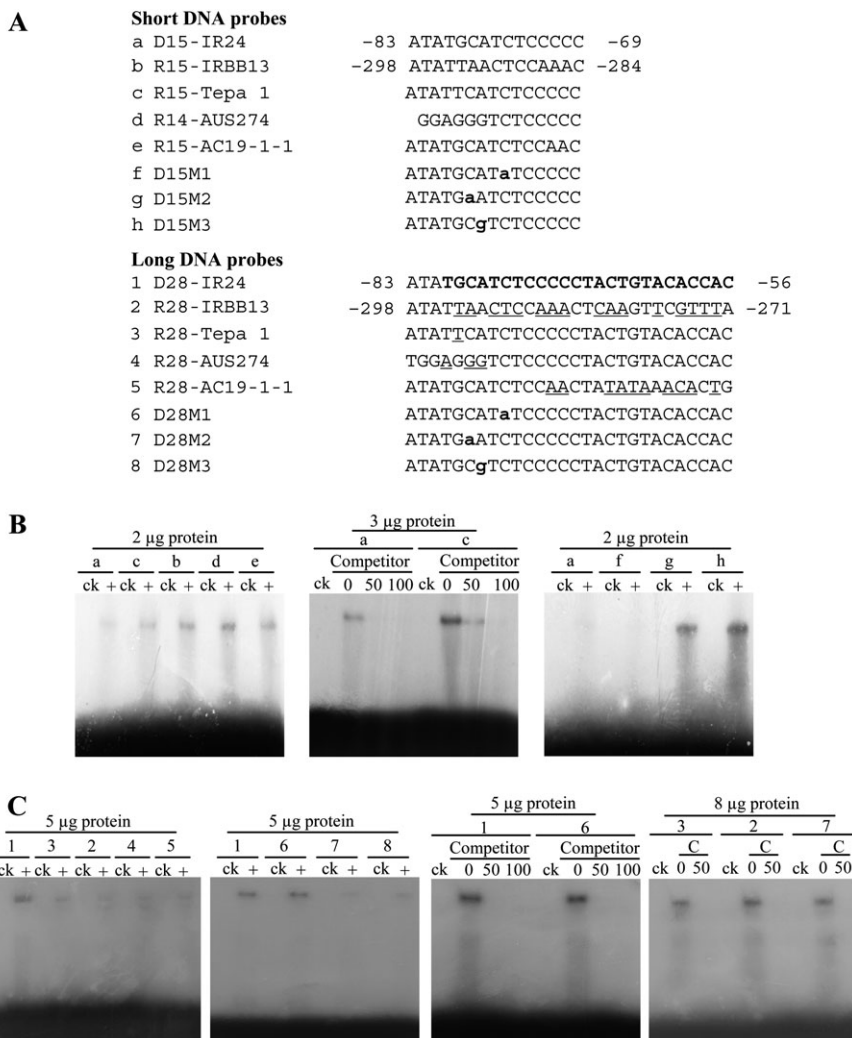 A
Short DNA probes
a D15-IR24 −83 ATATGCATCTCCCCC −69
b R15-IRBB13 −298 ATATTAACTCCAAAC −284
c R15-Tepa 1 ATATTCATCTCCCCC
d R14-AUS274 GGAGGGTCTCCCCC
e R15-AC19-1-1 ATATGCATCTCCAAC
f D15M1 ATATGCATaTCCCCC
g D15M2 ATATGaATCTCCCCC
h D15M3 ATATGCgTCTCCCCC
Long DNA probes
1 D28-IR24 −83 ATATGCATCTCCCCCTACTGTACACCAC −56
2 R28-IRBB13 −298 ATATTAACTCCAAACTCAAGTTCGTTTA −271
3 R28-Tepa 1 ATATTCATCTCCCCCTACTGTACACCAC
4 R28-AUS274 TGGAGGGTCTCCCCCTACTGTACACCAC
5 R28-AC19-1-1 ATATGCATCTCCAACTATATAAACACTG
6 D28M1 ATATGCATaTCCCCCTACTGTACACCAC
7 D28M2 ATATGaATCTCCCCCTACTGTACACCAC
8 D28M3 ATATGCgTCTCCCCCTACTGTACACCAC
B
2 µg protein
a c b d e
ck + ck + ck + ck + ck +
3 µg protein
a c
Competitor Competitor
ck 0 50 100 ck 0 50 100
2 µg protein
a f g h
ck + ck + ck + ck +
C
5 µg protein
1 3 2 4 5
ck + ck + ck + ck + ck +
5 µg protein
1 6 7 8
ck + ck + ck + ck +
5 µg protein
1 6
Competitor Competitor
ck 0 50 100 ck 0 50 100
8 µg protein
3 2 7
C C C
ck 0 50 ck 0 50 ck 0 50